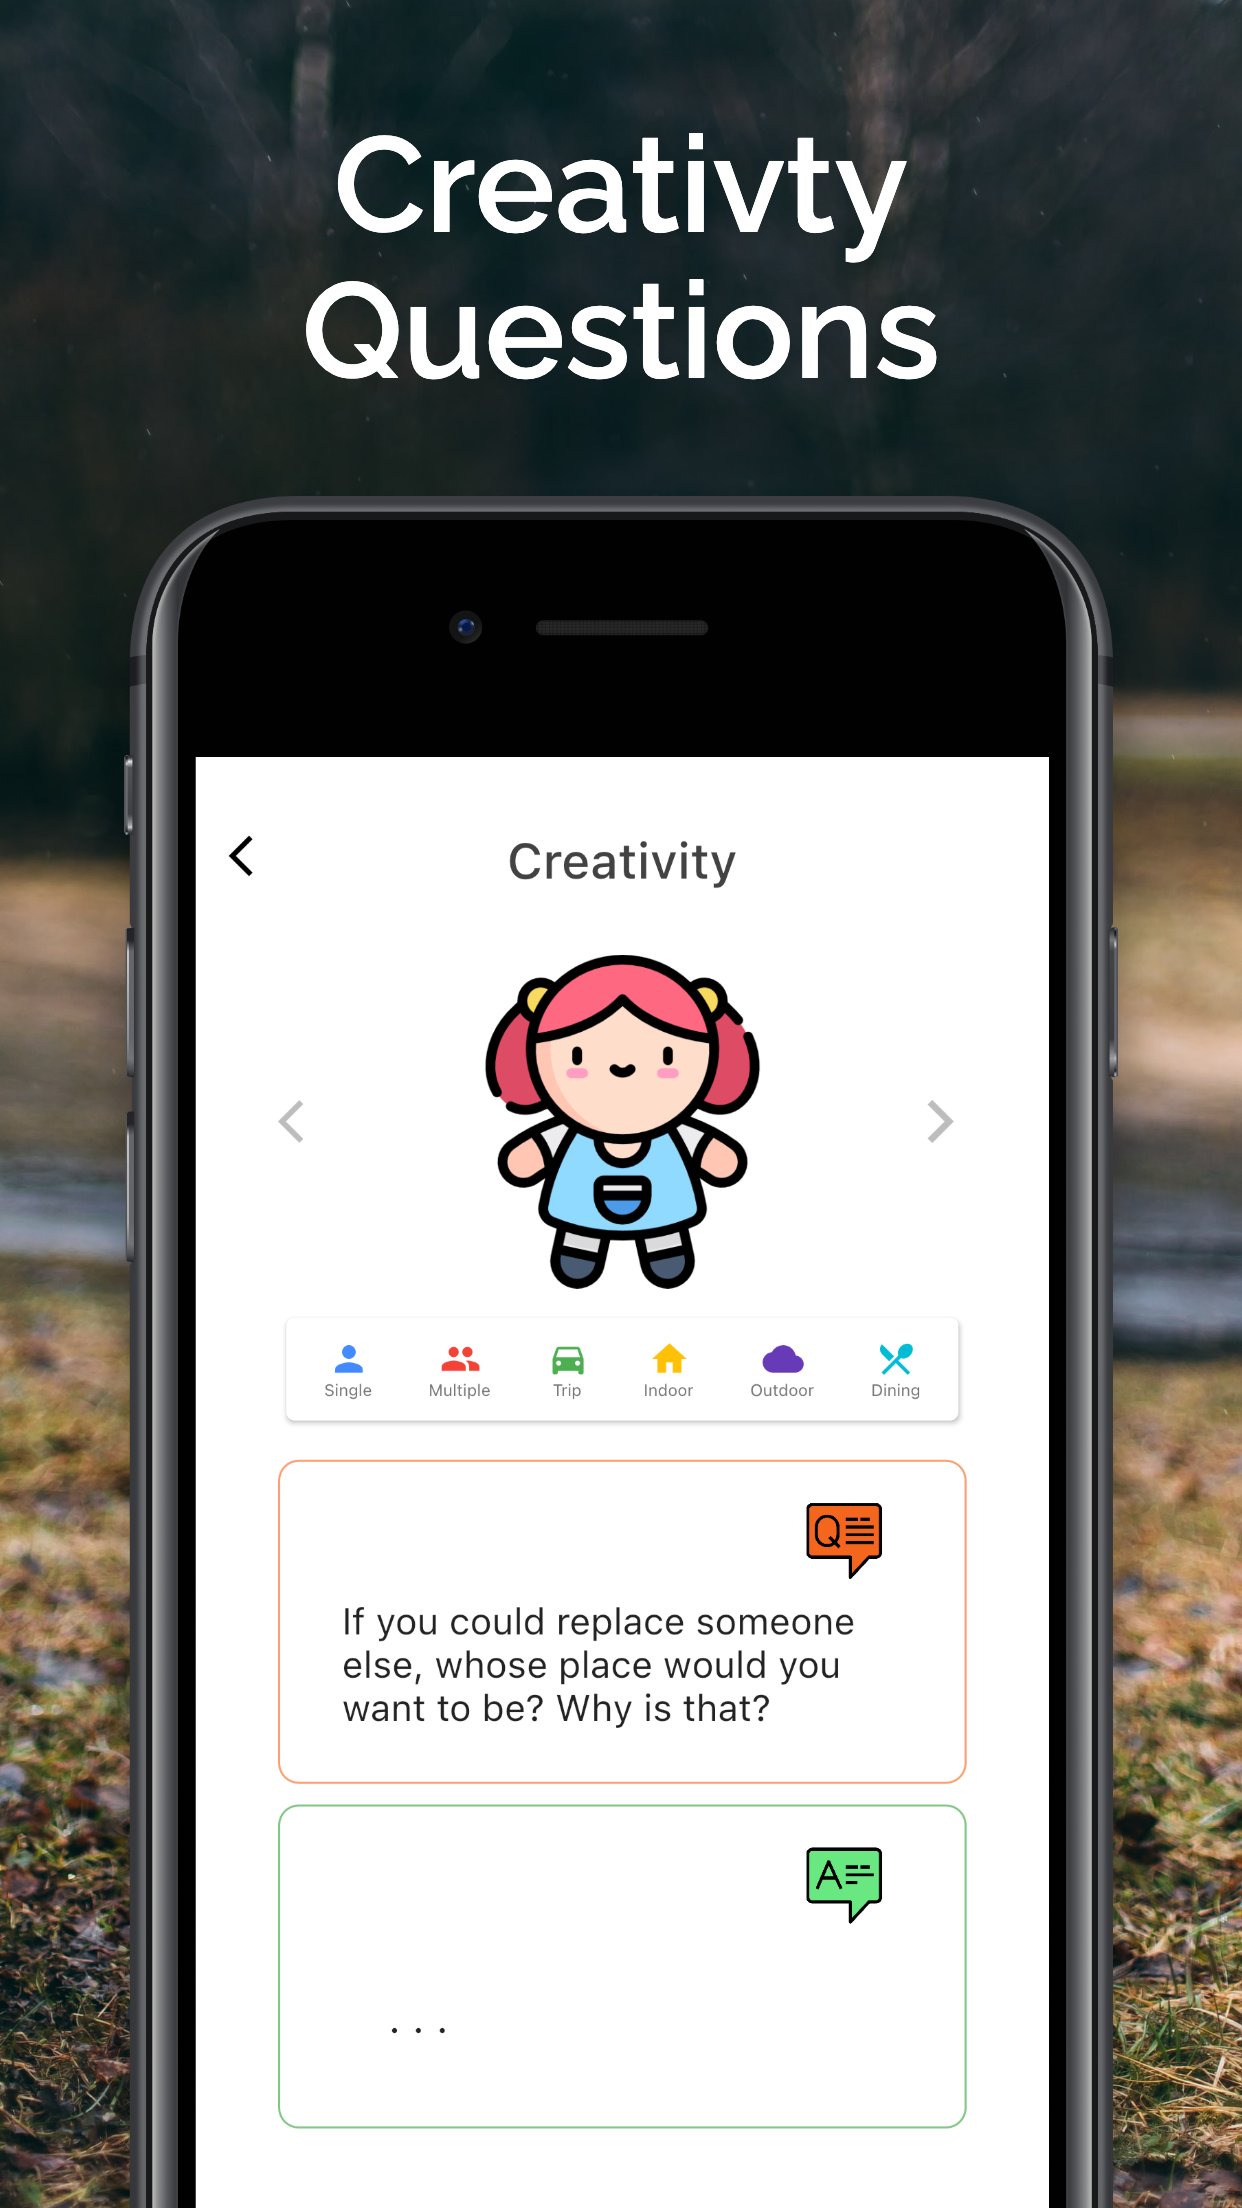 Creativty
Questions
Creativity
Single Multiple Trip Indoor Outdoor Dining
Q
If you could replace someone
else, whose place would you
want to be? Why is that?
A
...